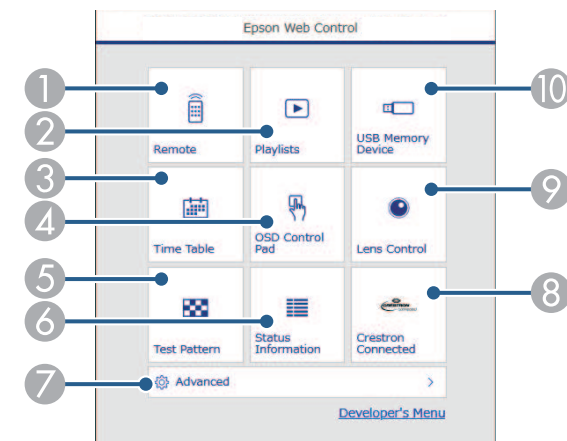 Epson Web Control
1
2
10
Remote
Playlists
USB Memory
Device
3
4
9
Time Table
OSD Control
Pad
Lens Control
5
6
8
CRESTRON
Test Pattern
Status
Information
Crestron
Connected
7
Advanced
Developer's Menu